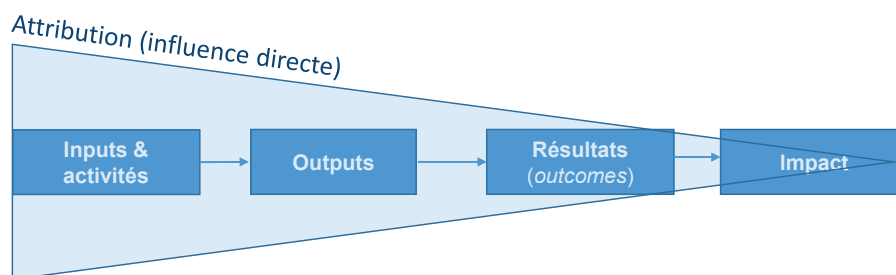 Attribution (influence directe)
Inputs &
activités
Outputs
Résultats
(outcomes)
Impact